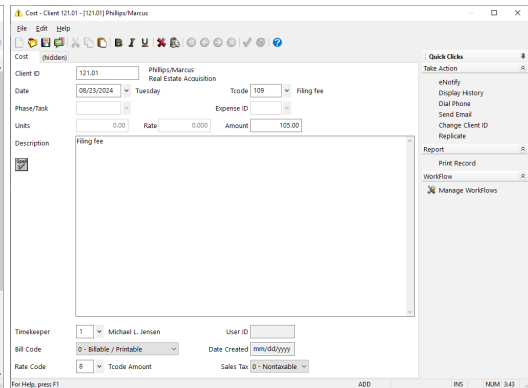 Cost - Client 121.01 - [121.01] Phillips/Marcus
File Edit Help
B I U
Cost (hidden)
Client ID 121.01 Phillips/Marcus
Real Estate Acquisition
Date 08/23/2024 Tuesday Tcode 109 Filing fee
Phase/Task Expense ID
Units 0.00 Rate 0.000 Amount 105.00
Description Filing fee
Spell
Timekeeper 1 Michael L. Jensen User ID
Bill Code 0 - Billable / Printable Date Created mm/dd/yyyy
Rate Code 8 Tcode Amount Sales Tax 0 - Nontaxable
Quick Clicks
Take Action
eNotify
Display History
Dial Phone
Send Email
Change Client ID
Replicate
Report
Print Record
WorkFlow
Manage WorkFlows
For Help, press F1 ADD INS NUM 3:43